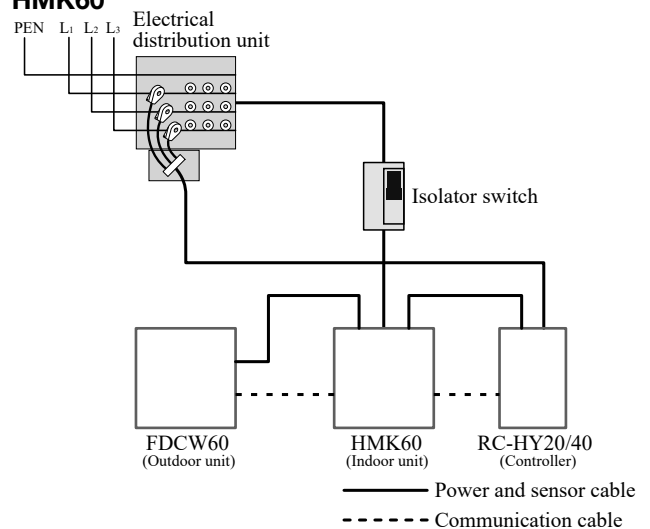 HMK60
PEN L1 L2 L3
Electrical
distribution unit
Isolator switch
FDCW60
(Outdoor unit)
HMK60
(Indoor unit)
RC-HY20/40
(Controller)
Power and sensor cable
Communication cable